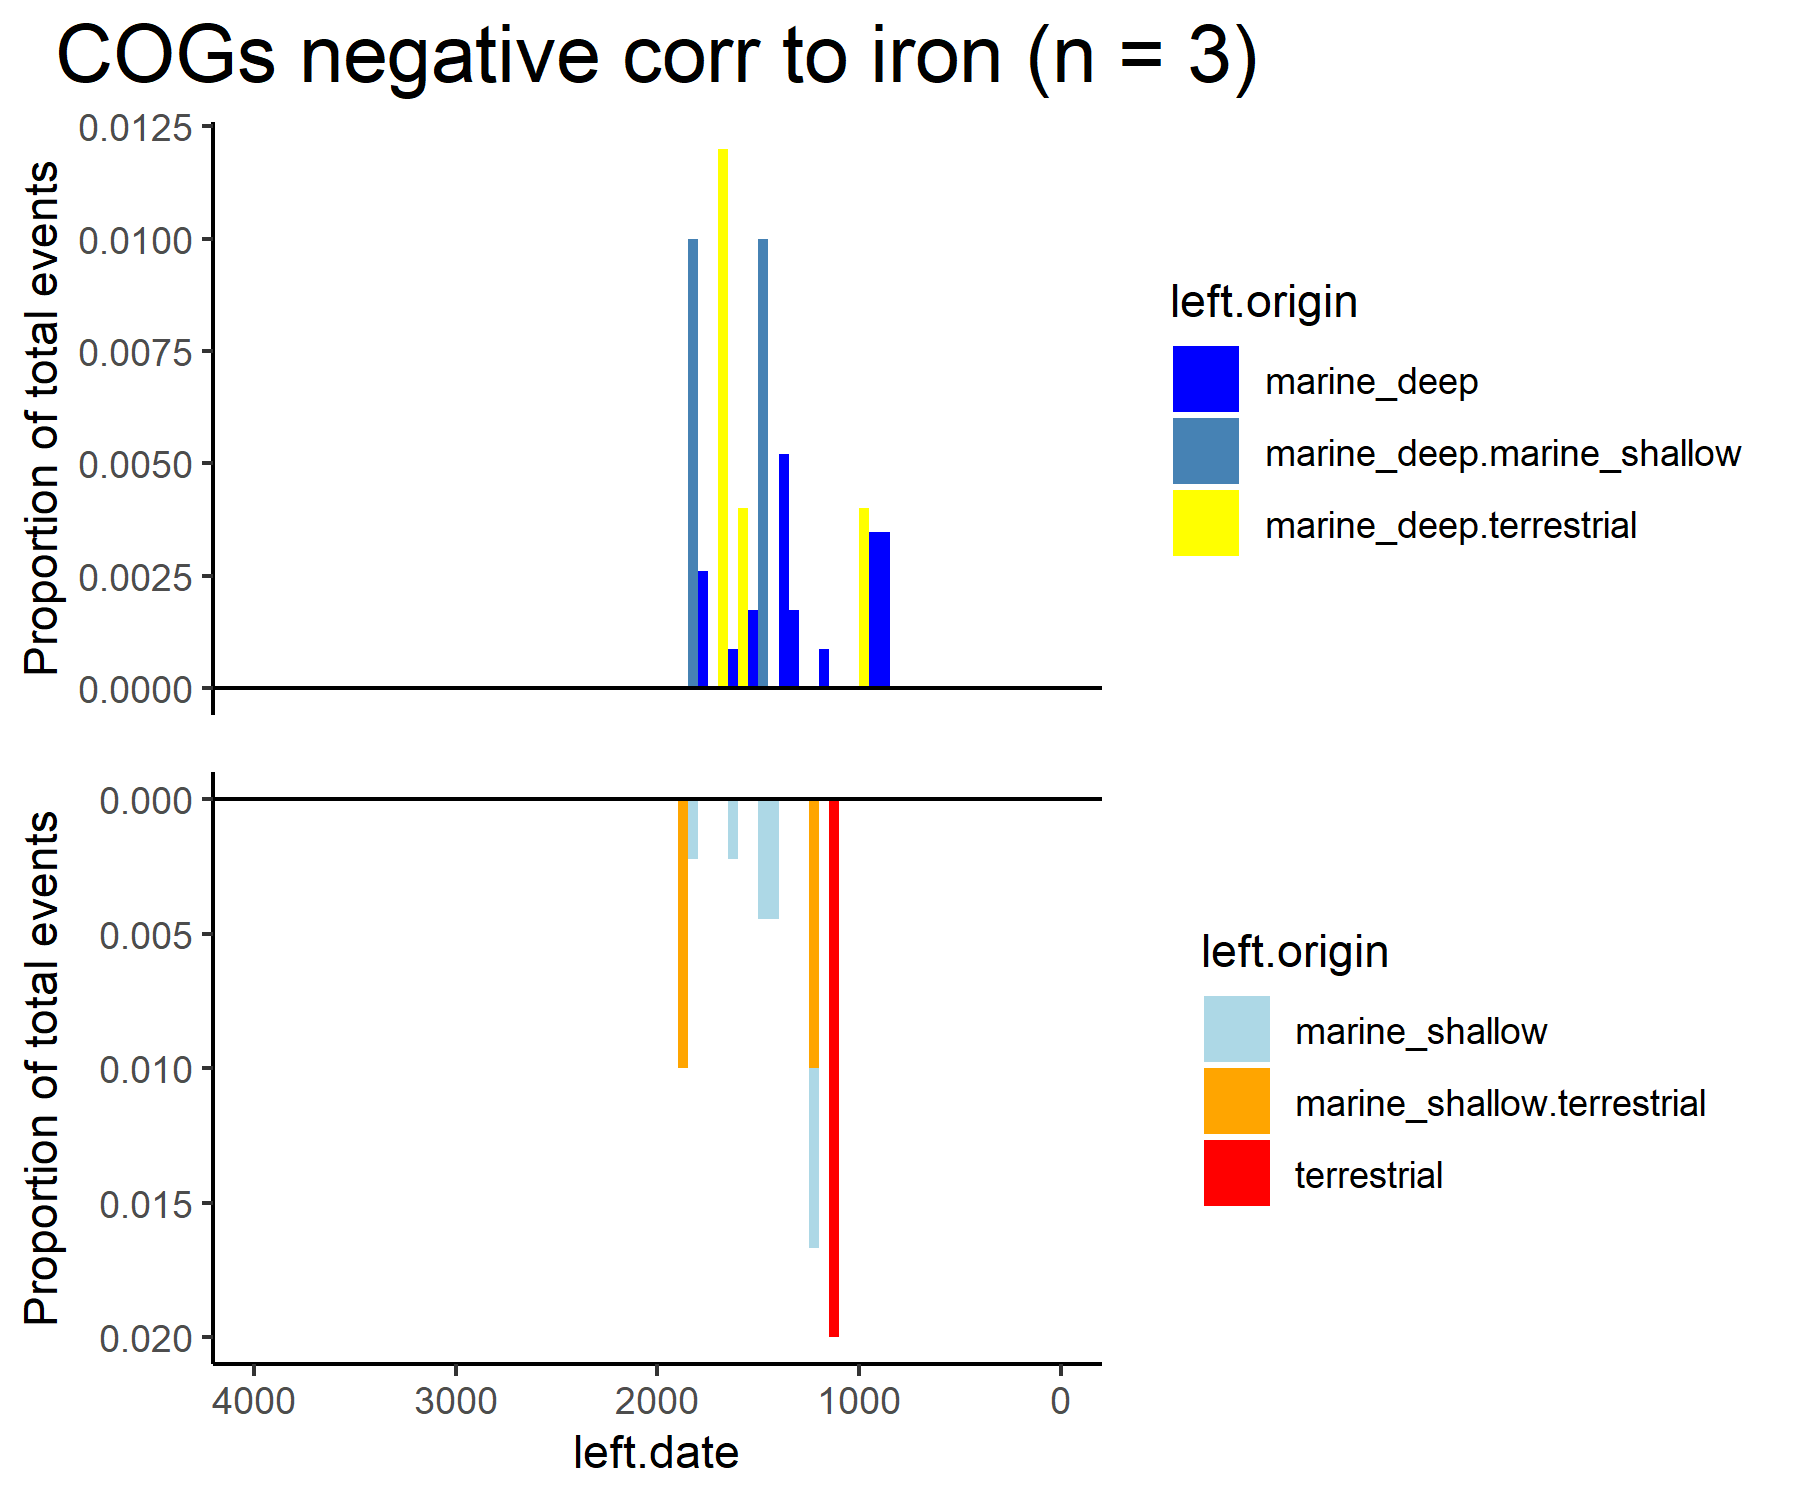 COGs negative corr to iron (n = 3)
Proportion of total events
0.0125
0.0100
0.0075
0.0050
0.0025
0.0000
left.origin
marine_deep
marine_deep.marine_shallow
marine_deep.terrestrial
Proportion of total events
0.000
0.005
0.010
0.015
0.020
4000 3000 2000 1000 0
left.date
left.origin
marine_shallow
marine_shallow.terrestrial
terrestrial